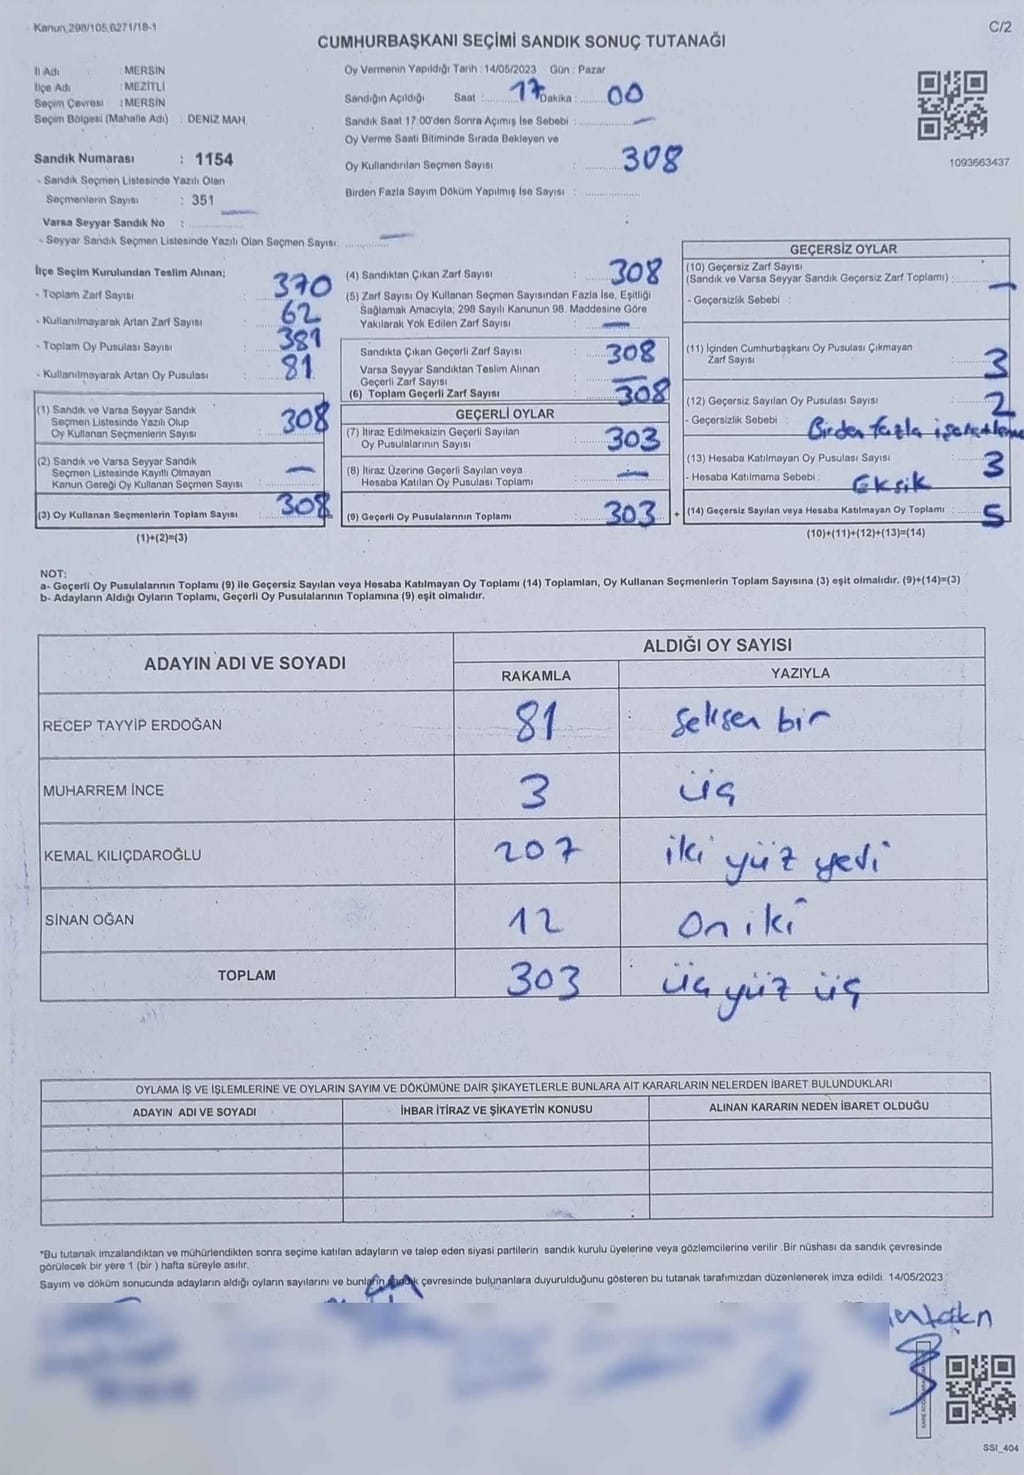 Kanun,298/105,6271/18-1
C/2
CUMHURBAŞKANI SEÇİMİ SANDIK SONUÇ TUTANAĞI
İl Adı : MERSİN
İlçe Adı : MEZİTLİ
Seçim Çevresi : MERSİN
Seçim Bölgesi (Mahalle Adı) : DENİZ MAH.
Sandık Numarası : 1154
- Sandık Seçmen Listesinde Yazılı Olan
Seçmenlerin Sayısı : 351
Varsa Seyyar Sandık No :
- Seyyar Sandık Seçmen Listesinde Yazılı Olan Seçmen Sayısı:
Oy Vermenin Yapıldığı Tarih : 14/05/2023 Gün : Pazar
Sandığın Açıldığı Saat : 17 Dakika : 00
Sandık Saat 17:00'den Sonra Açılmış İse Sebebi : —
Oy Verme Saati Bitiminde Sırada Bekleyen ve
Oy Kullandırılan Seçmen Sayısı : 308
Birden Fazla Sayım Döküm Yapılmış İse Sayısı :
1093663437
İlçe Seçim Kurulundan Teslim Alınan;
- Toplam Zarf Sayısı : 370
- Kullanılmayarak Artan Zarf Sayısı : 62
- Toplam Oy Pusulası Sayısı : 381
- Kullanılmayarak Artan Oy Pusulası : 81
(1) Sandık ve Varsa Seyyar Sandık
Seçmen Listesinde Yazılı Olup
Oy Kullanan Seçmenlerin Sayısı : 308
(2) Sandık ve Varsa Seyyar Sandık
Seçmen Listesinde Kayıtlı Olmayan
Kanun Gereği Oy Kullanan Seçmen Sayısı : —
(3) Oy Kullanan Seçmenlerin Toplam Sayısı : 308
(1)+(2)=(3)
(4) Sandıktan Çıkan Zarf Sayısı : 308
(5) Zarf Sayısı Oy Kullanan Seçmen Sayısından Fazla İse, Eşitliği
Sağlamak Amacıyla, 298 Sayılı Kanunun 98. Maddesine Göre
Yakılarak Yok Edilen Zarf Sayısı : —
Sandıkta Çıkan Geçerli Zarf Sayısı : 308
Varsa Seyyar Sandıktan Teslim Alınan
Geçerli Zarf Sayısı : —
(6) Toplam Geçerli Zarf Sayısı : 308
GEÇERLİ OYLAR
(7) İtiraz Edilmeksizin Geçerli Sayılan
Oy Pusulalarının Sayısı : 303
(8) İtiraz Üzerine Geçerli Sayılan veya
Hesaba Katılan Oy Pusulası Toplamı : —
(9) Geçerli Oy Pusulalarının Toplamı : 303 +
GEÇERSİZ OYLAR
(10) Geçersiz Zarf Sayısı
(Sandık ve Varsa Seyyar Sandık Geçersiz Zarf Toplamı) : —
- Geçersizlik Sebebi :
(11) İçinden Cumhurbaşkanı Oy Pusulası Çıkmayan
Zarf Sayısı : 3
(12) Geçersiz Sayılan Oy Pusulası Sayısı : 2
- Geçersizlik Sebebi : Birden fazla işaretleme
(13) Hesaba Katılmayan Oy Pusulası Sayısı : 3
- Hesaba Katılmama Sebebi : Eksik
(14) Geçersiz Sayılan veya Hesaba Katılmayan Oy Toplamı : 5
(10)+(11)+(12)+(13)=(14)
NOT:
a- Geçerli Oy Pusulalarının Toplamı (9) ile Geçersiz Sayılan veya Hesaba Katılmayan Oy Toplamı (14) Toplamları, Oy Kullanan Seçmenlerin Toplam Sayısına (3) eşit olmalıdır. (9)+(14)=(3)
b- Adayların Aldığı Oyların Toplamı, Geçerli Oy Pusulalarının Toplamına (9) eşit olmalıdır.
ADAYIN ADI VE SOYADI
ALDIĞI OY SAYISI
RAKAMLA YAZIYLA
RECEP TAYYİP ERDOĞAN 81 : seksen bir
MUHARREM İNCE 3 üç
KEMAL KILIÇDAROĞLU 207 iki yüz yedi
SİNAN OĞAN 12 on iki
TOPLAM 303 : üç yüz üç
OYLAMA İŞ VE İŞLEMLERİNE VE OYLARIN SAYIM VE DÖKÜMÜNE DAİR ŞİKAYETLERLE BUNLARA AİT KARARLARIN NELERDEN İBARET BULUNDUKLARI
ADAYIN ADI VE SOYADI İHBAR İTİRAZ VE ŞİKAYETİN KONUSU ALINAN KARARIN NEDEN İBARET OLDUĞU
*Bu tutanak imzalandıktan ve mühürlendikten sonra seçime katılan adayların ve talep eden siyasi partilerin sandık kurulu üyelerine veya gözlemcilerine verilir .Bir nüshası da sandık çevresinde
görülecek bir yere 1 (bir ) hafta süreyle asılır.
Sayım ve döküm sonucunda adayların aldığı oyların sayılarını ve bunların sandık çevresinde bulunanlara duyurulduğunu gösteren bu tutanak tarafımızdan düzenlenerek imza edildi. 14/05/2023
SSI_404